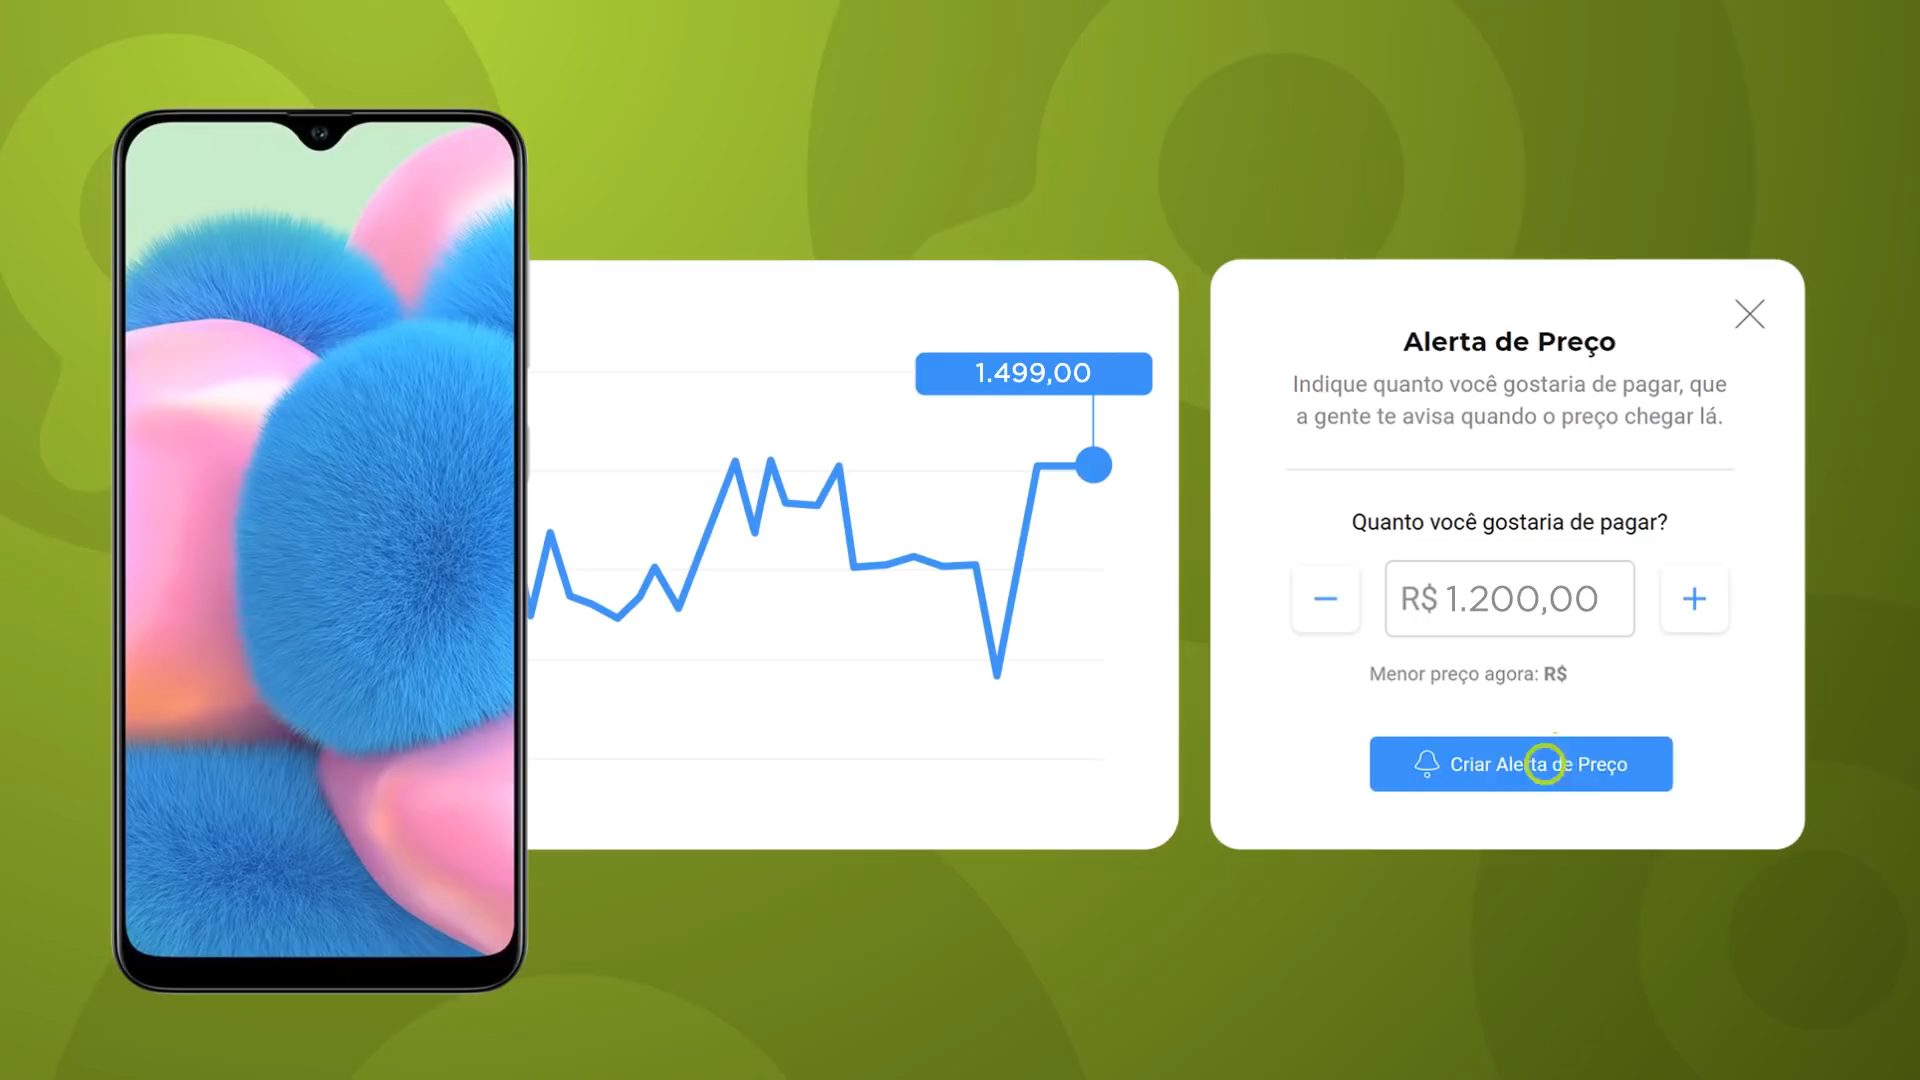 1.499,00
Alerta de Preço
Indique quanto você gostaria de pagar, que
a gente te avisa quando o preço chegar lá.
Quanto você gostaria de pagar?
R$ 1.200,00
Menor preço agora: R$
Criar Alerta de Preço